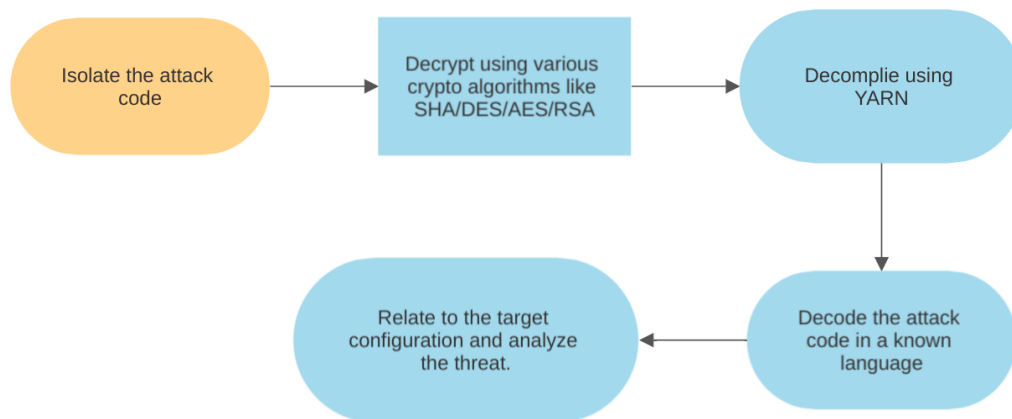 Isolate the attack
code
Decrypt using various
crypto algorithms like
SHA/DES/AES/RSA
Decomplie using
YARN
Decode the attack
code in a known
language
Relate to the target
configuration and analyze
the threat.